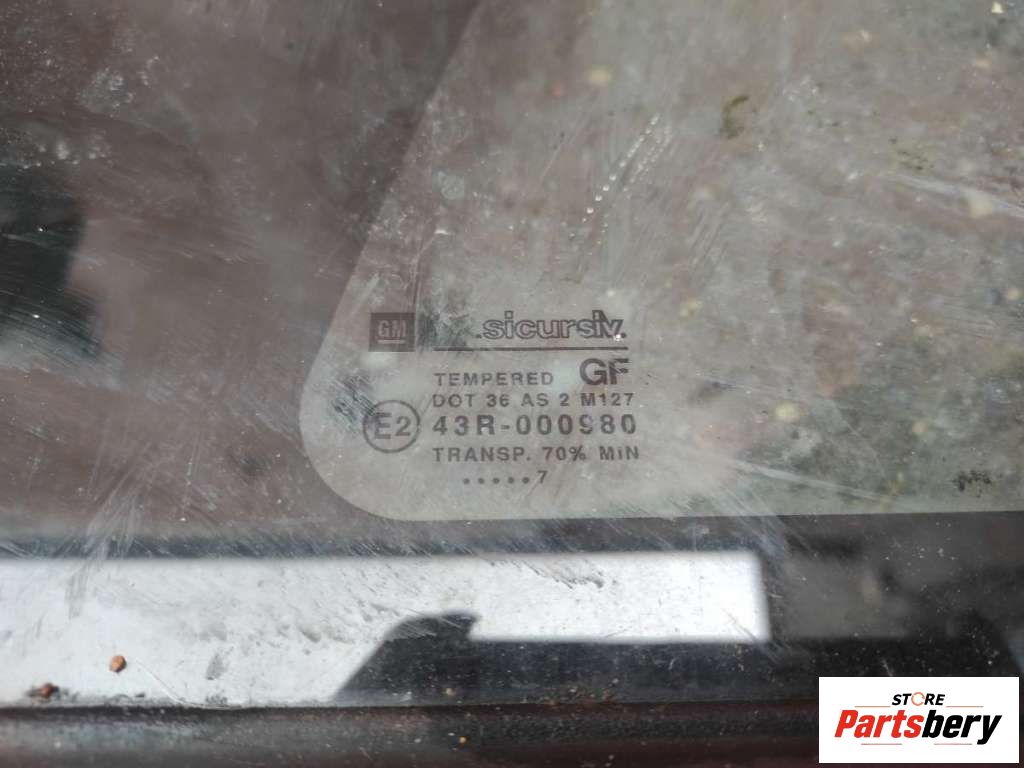 GM .sicursiv.
TEMPERED GF
DOT 36 AS 2 M127
E2 43R-000980
TRANSP. 70% MIN
.....7
STORE
Partsbery